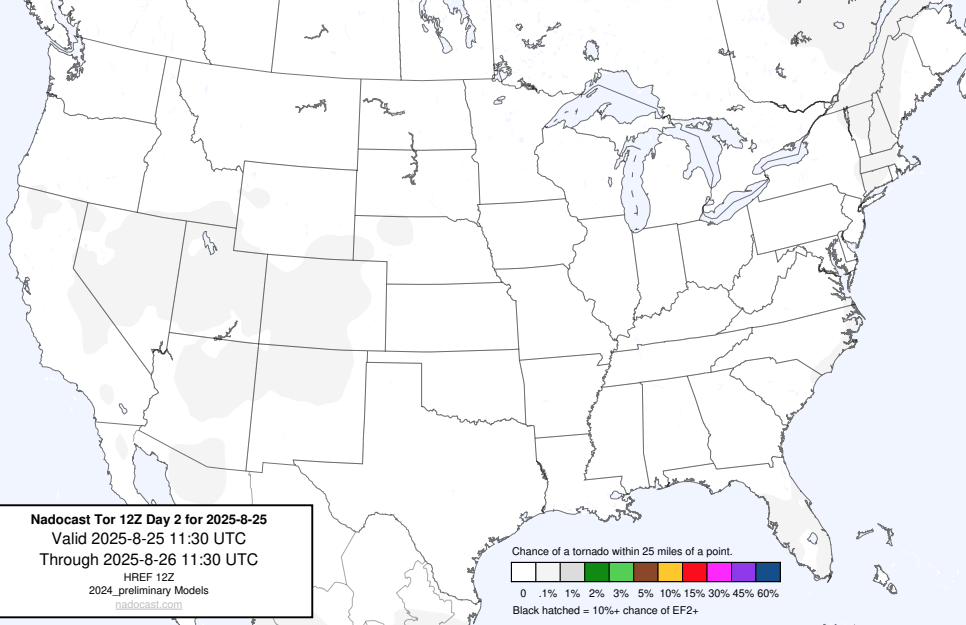 Nadocast Tor 12Z Day 2 for 2025-8-25
Valid 2025-8-25 11:30 UTC
Through 2025-8-26 11:30 UTC
HREF 12Z
2024_preliminary Models
nadocast.com
Chance of a tornado within 25 miles of a point.
0 .1% 1% 2% 3% 5% 10% 15% 30% 45% 60%
Black hatched = 10%+ chance of EF2+